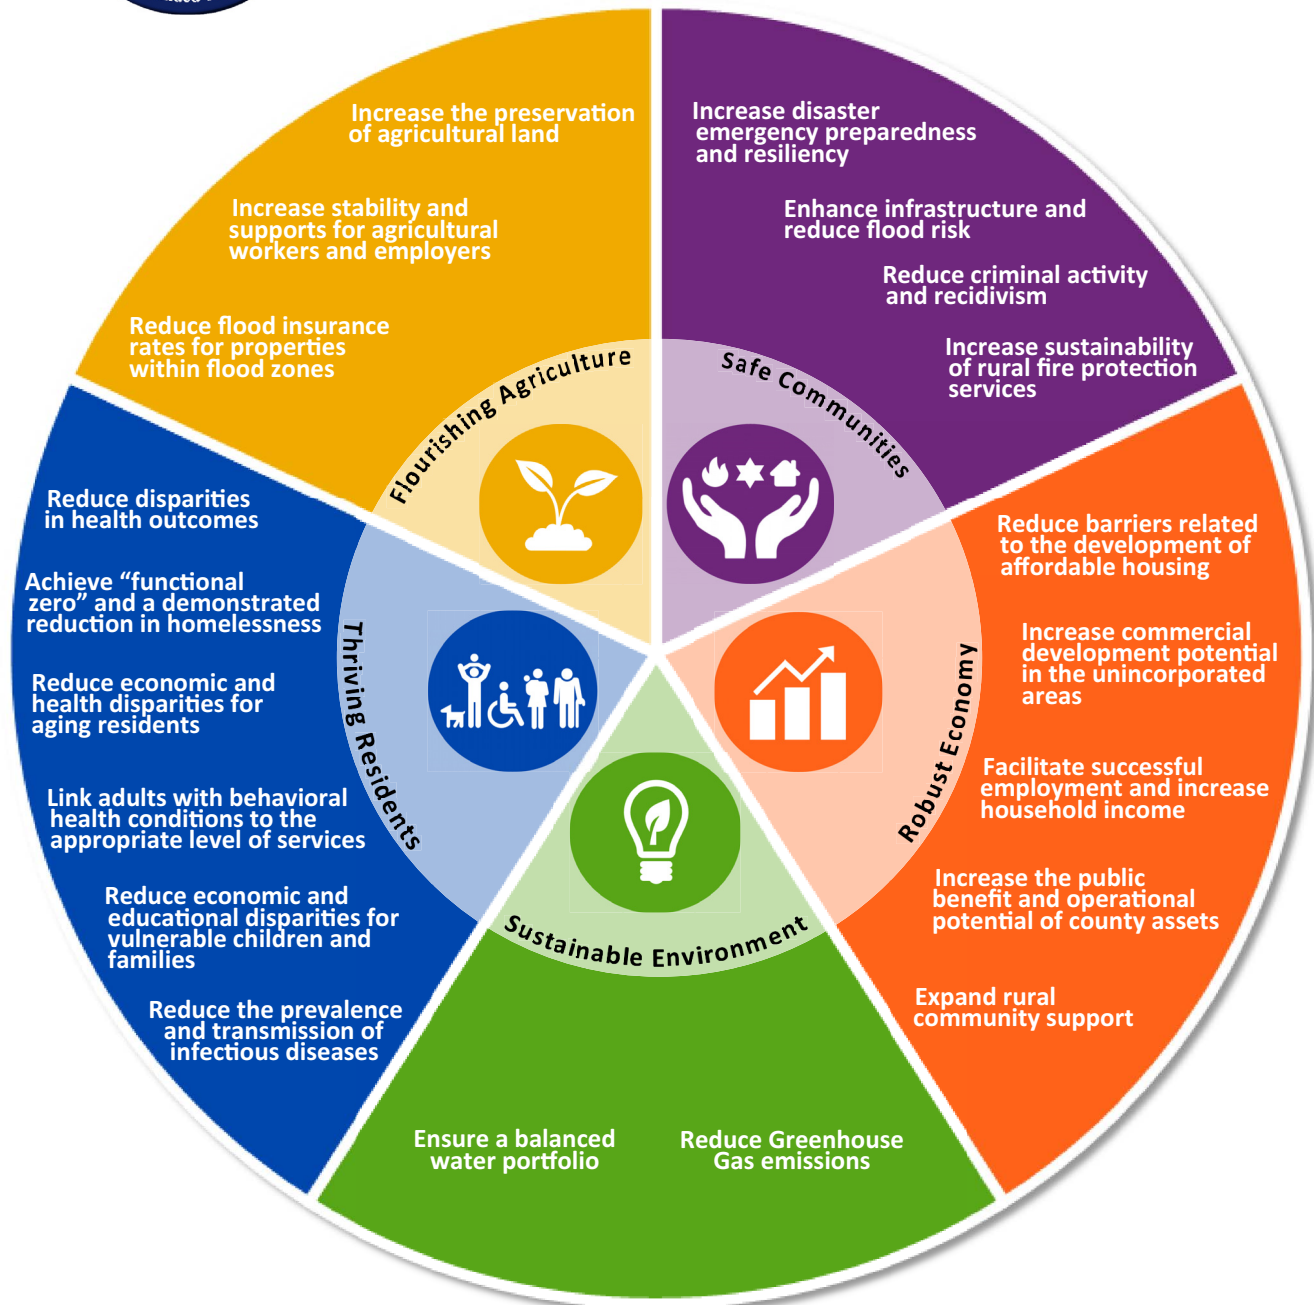 Increase the preservation
of agricultural land
Increase stability and
supports for agricultural
workers and employers
Reduce flood insurance
rates for properties
within flood zones
Flourishing Agriculture
Increase disaster
emergency preparedness
and resiliency
Enhance infrastructure and
reduce flood risk
Reduce criminal activity
and recidivism
Increase sustainability
of rural fire protection
services
Safe Communities
Reduce barriers related
to the development of
affordable housing
Increase commercial
development potential
in the unincorporated
areas
Facilitate successful
employment and increase
household income
Increase the public
benefit and operational
potential of county assets
Expand rural
community support
Robust Economy
Sustainable Environment
Ensure a balanced
water portfolio
Reduce Greenhouse
Gas emissions
Thriving Residents
Reduce disparities
in health outcomes
Achieve “functional
zero” and a demonstrated
reduction in homelessness
Reduce economic and
health disparities for
aging residents
Link adults with behavioral
health conditions to the
appropriate level of services
Reduce economic and
educational disparities for
vulnerable children and
families
Reduce the prevalence
and transmission of
infectious diseases